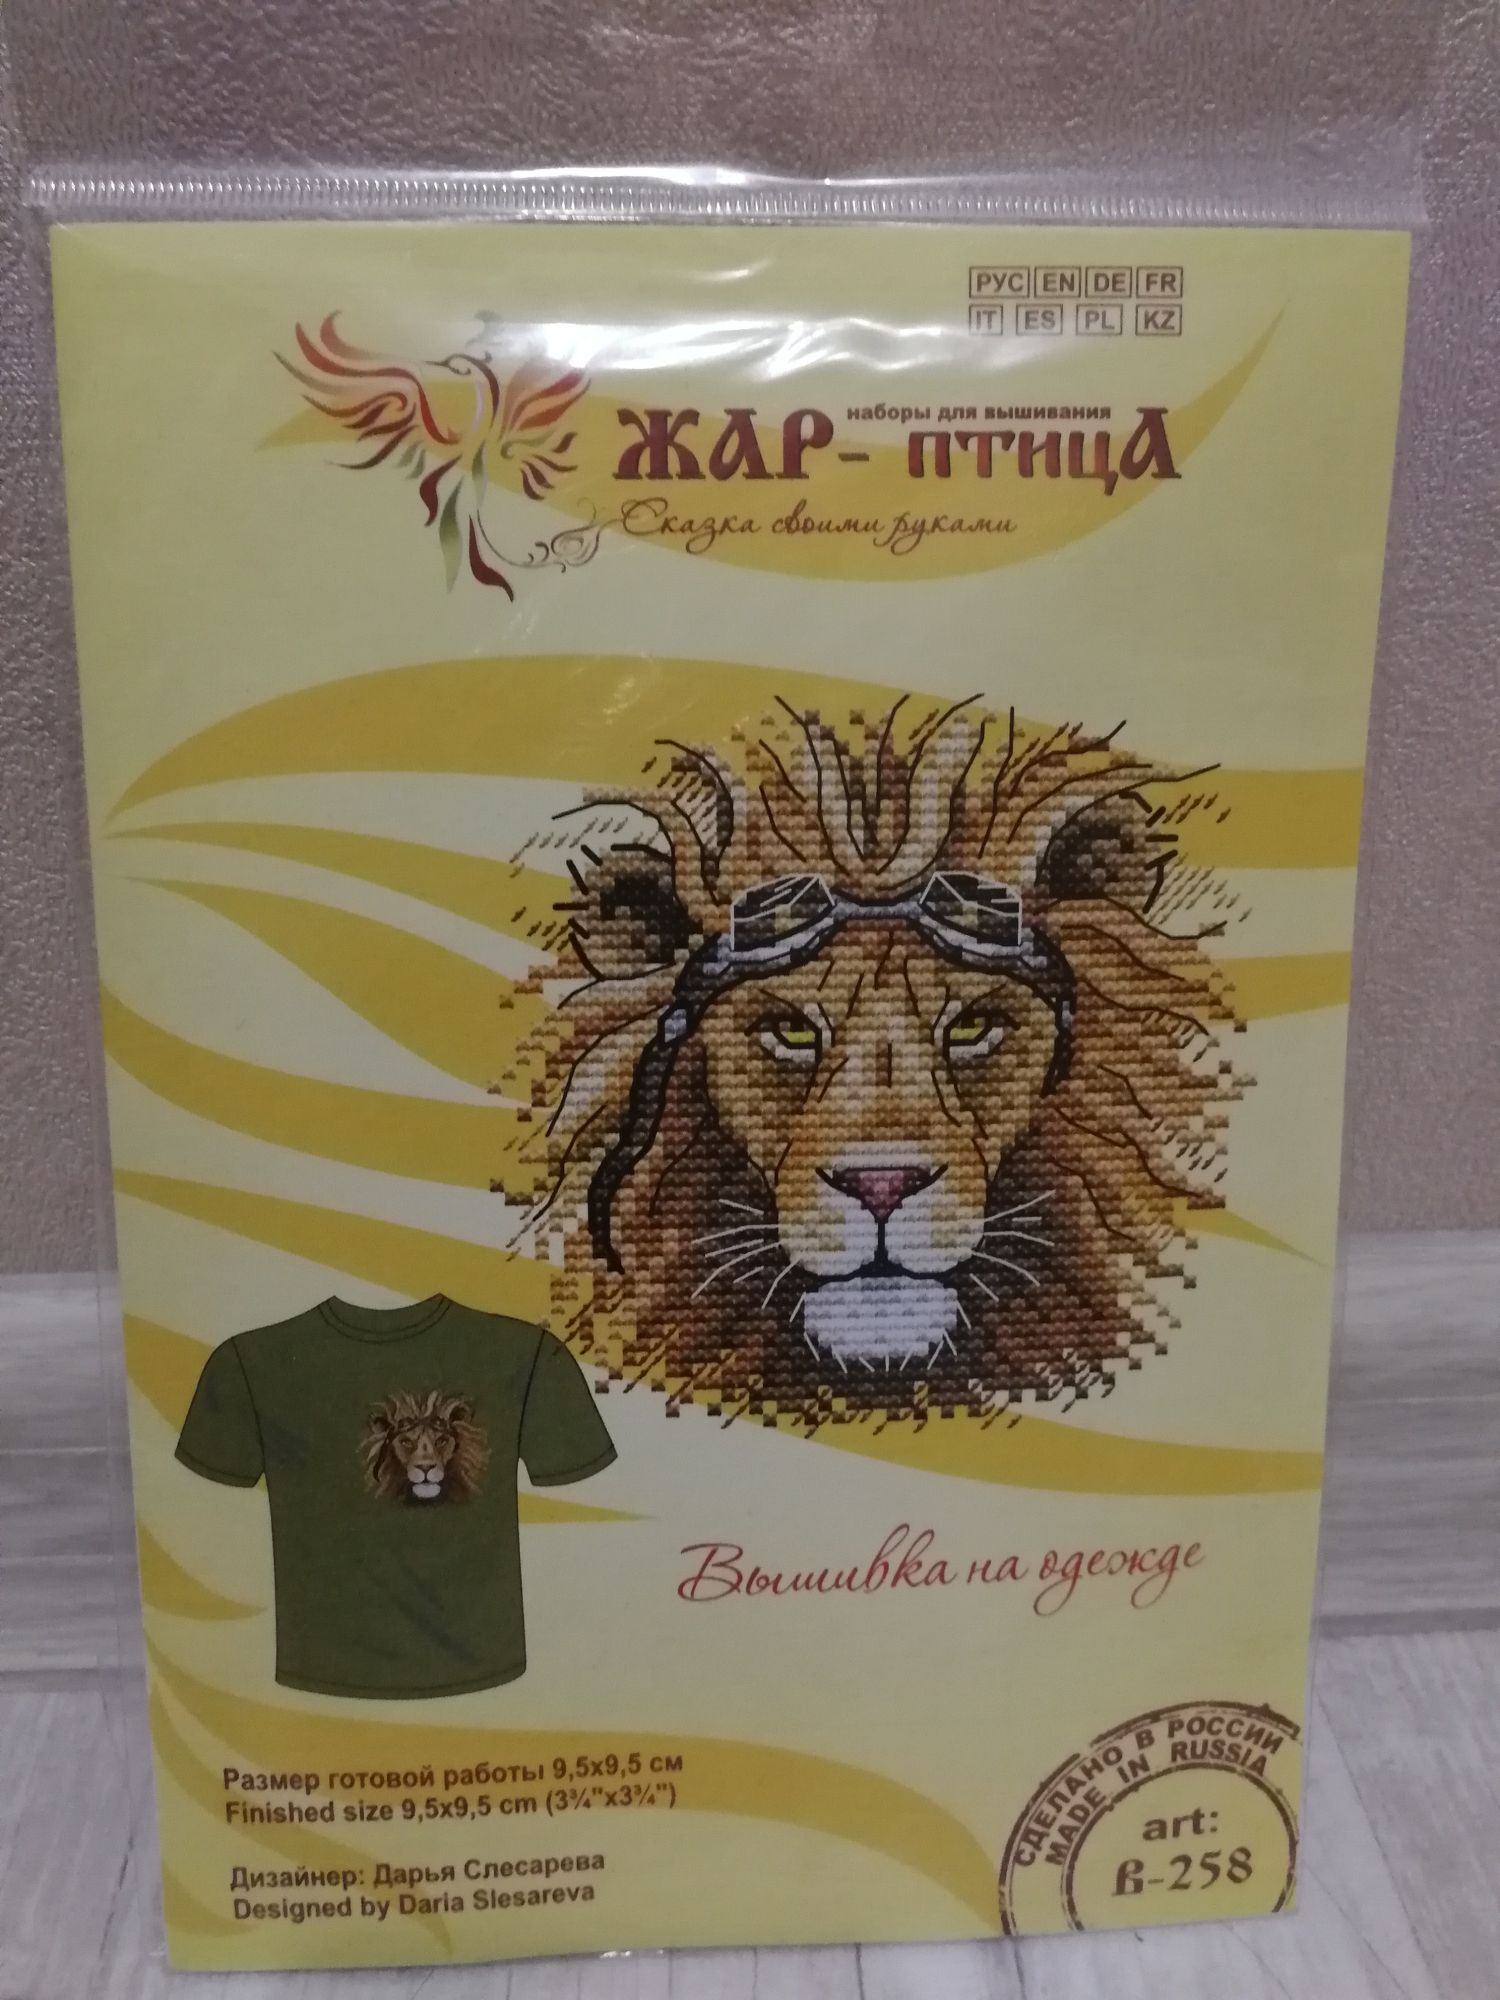 РУС EN DE FR
IT ES PL KZ
наборы для вышивания
ЖАР-ПТИЦА
Сказка своими руками
Вышивка на одежде
Размер готовой работы 9,5х9,5 см
Finished size 9,5x9,5 cm (3¾"x3¾")
Дизайнер: Дарья Слесарева
Designed by Daria Slesareva
СДЕЛАНО В РОССИИ
MADE IN RUSSIA
art:
В-258